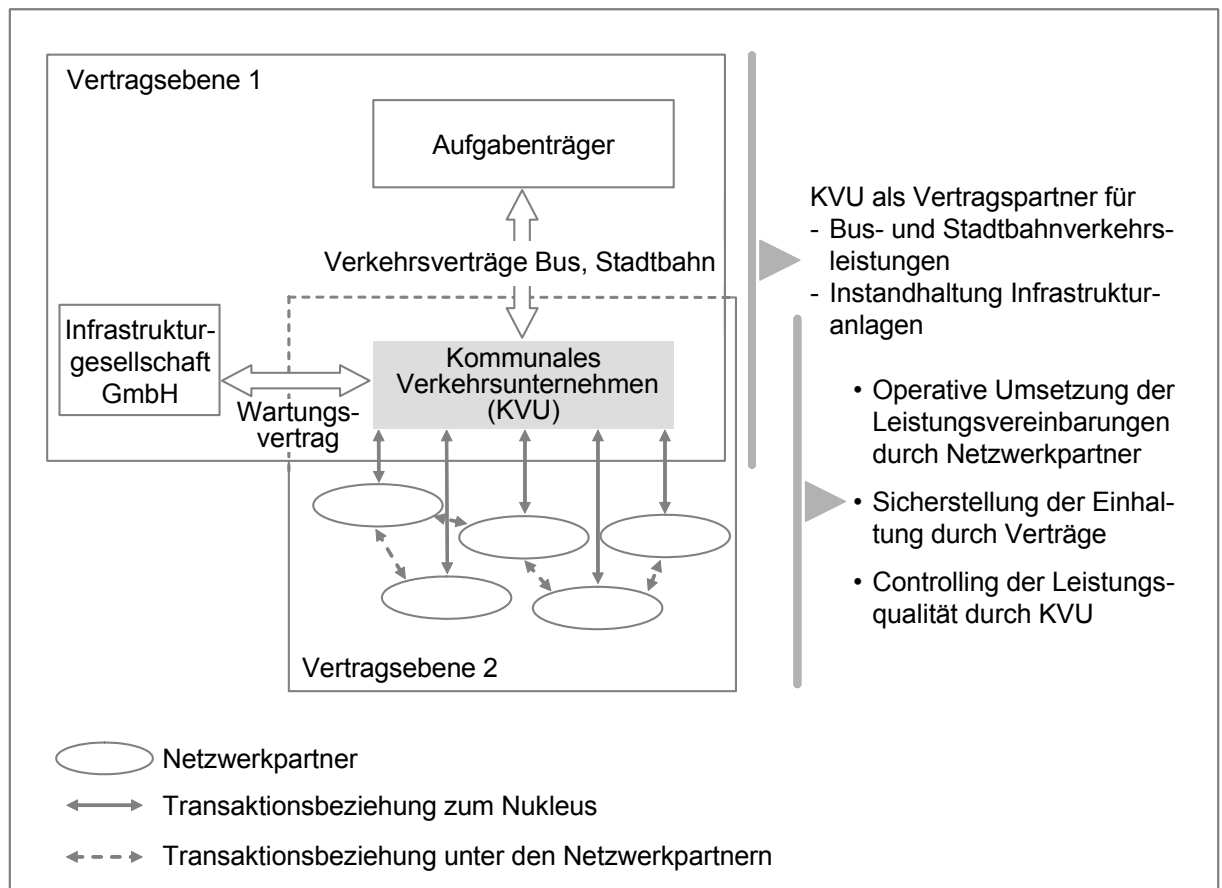 Vertragsebene 1
Aufgabenträger
Verkehrsverträge Bus, Stadtbahn
Infrastruktur-
gesellschaft
GmbH
Wartungs-
vertrag
Kommunales
Verkehrsunternehmen
(KVU)
Vertragsebene 2
KVU als Vertragspartner für
- Bus- und Stadtbahnverkehrs-
leistungen
- Instandhaltung Infrastruktur-
anlagen
• Operative Umsetzung der
Leistungsvereinbarungen
durch Netzwerkpartner
• Sicherstellung der Einhal-
tung durch Verträge
• Controlling der Leistungs-
qualität durch KVU
Netzwerkpartner
Transaktionsbeziehung zum Nukleus
Transaktionsbeziehung unter den Netzwerkpartnern